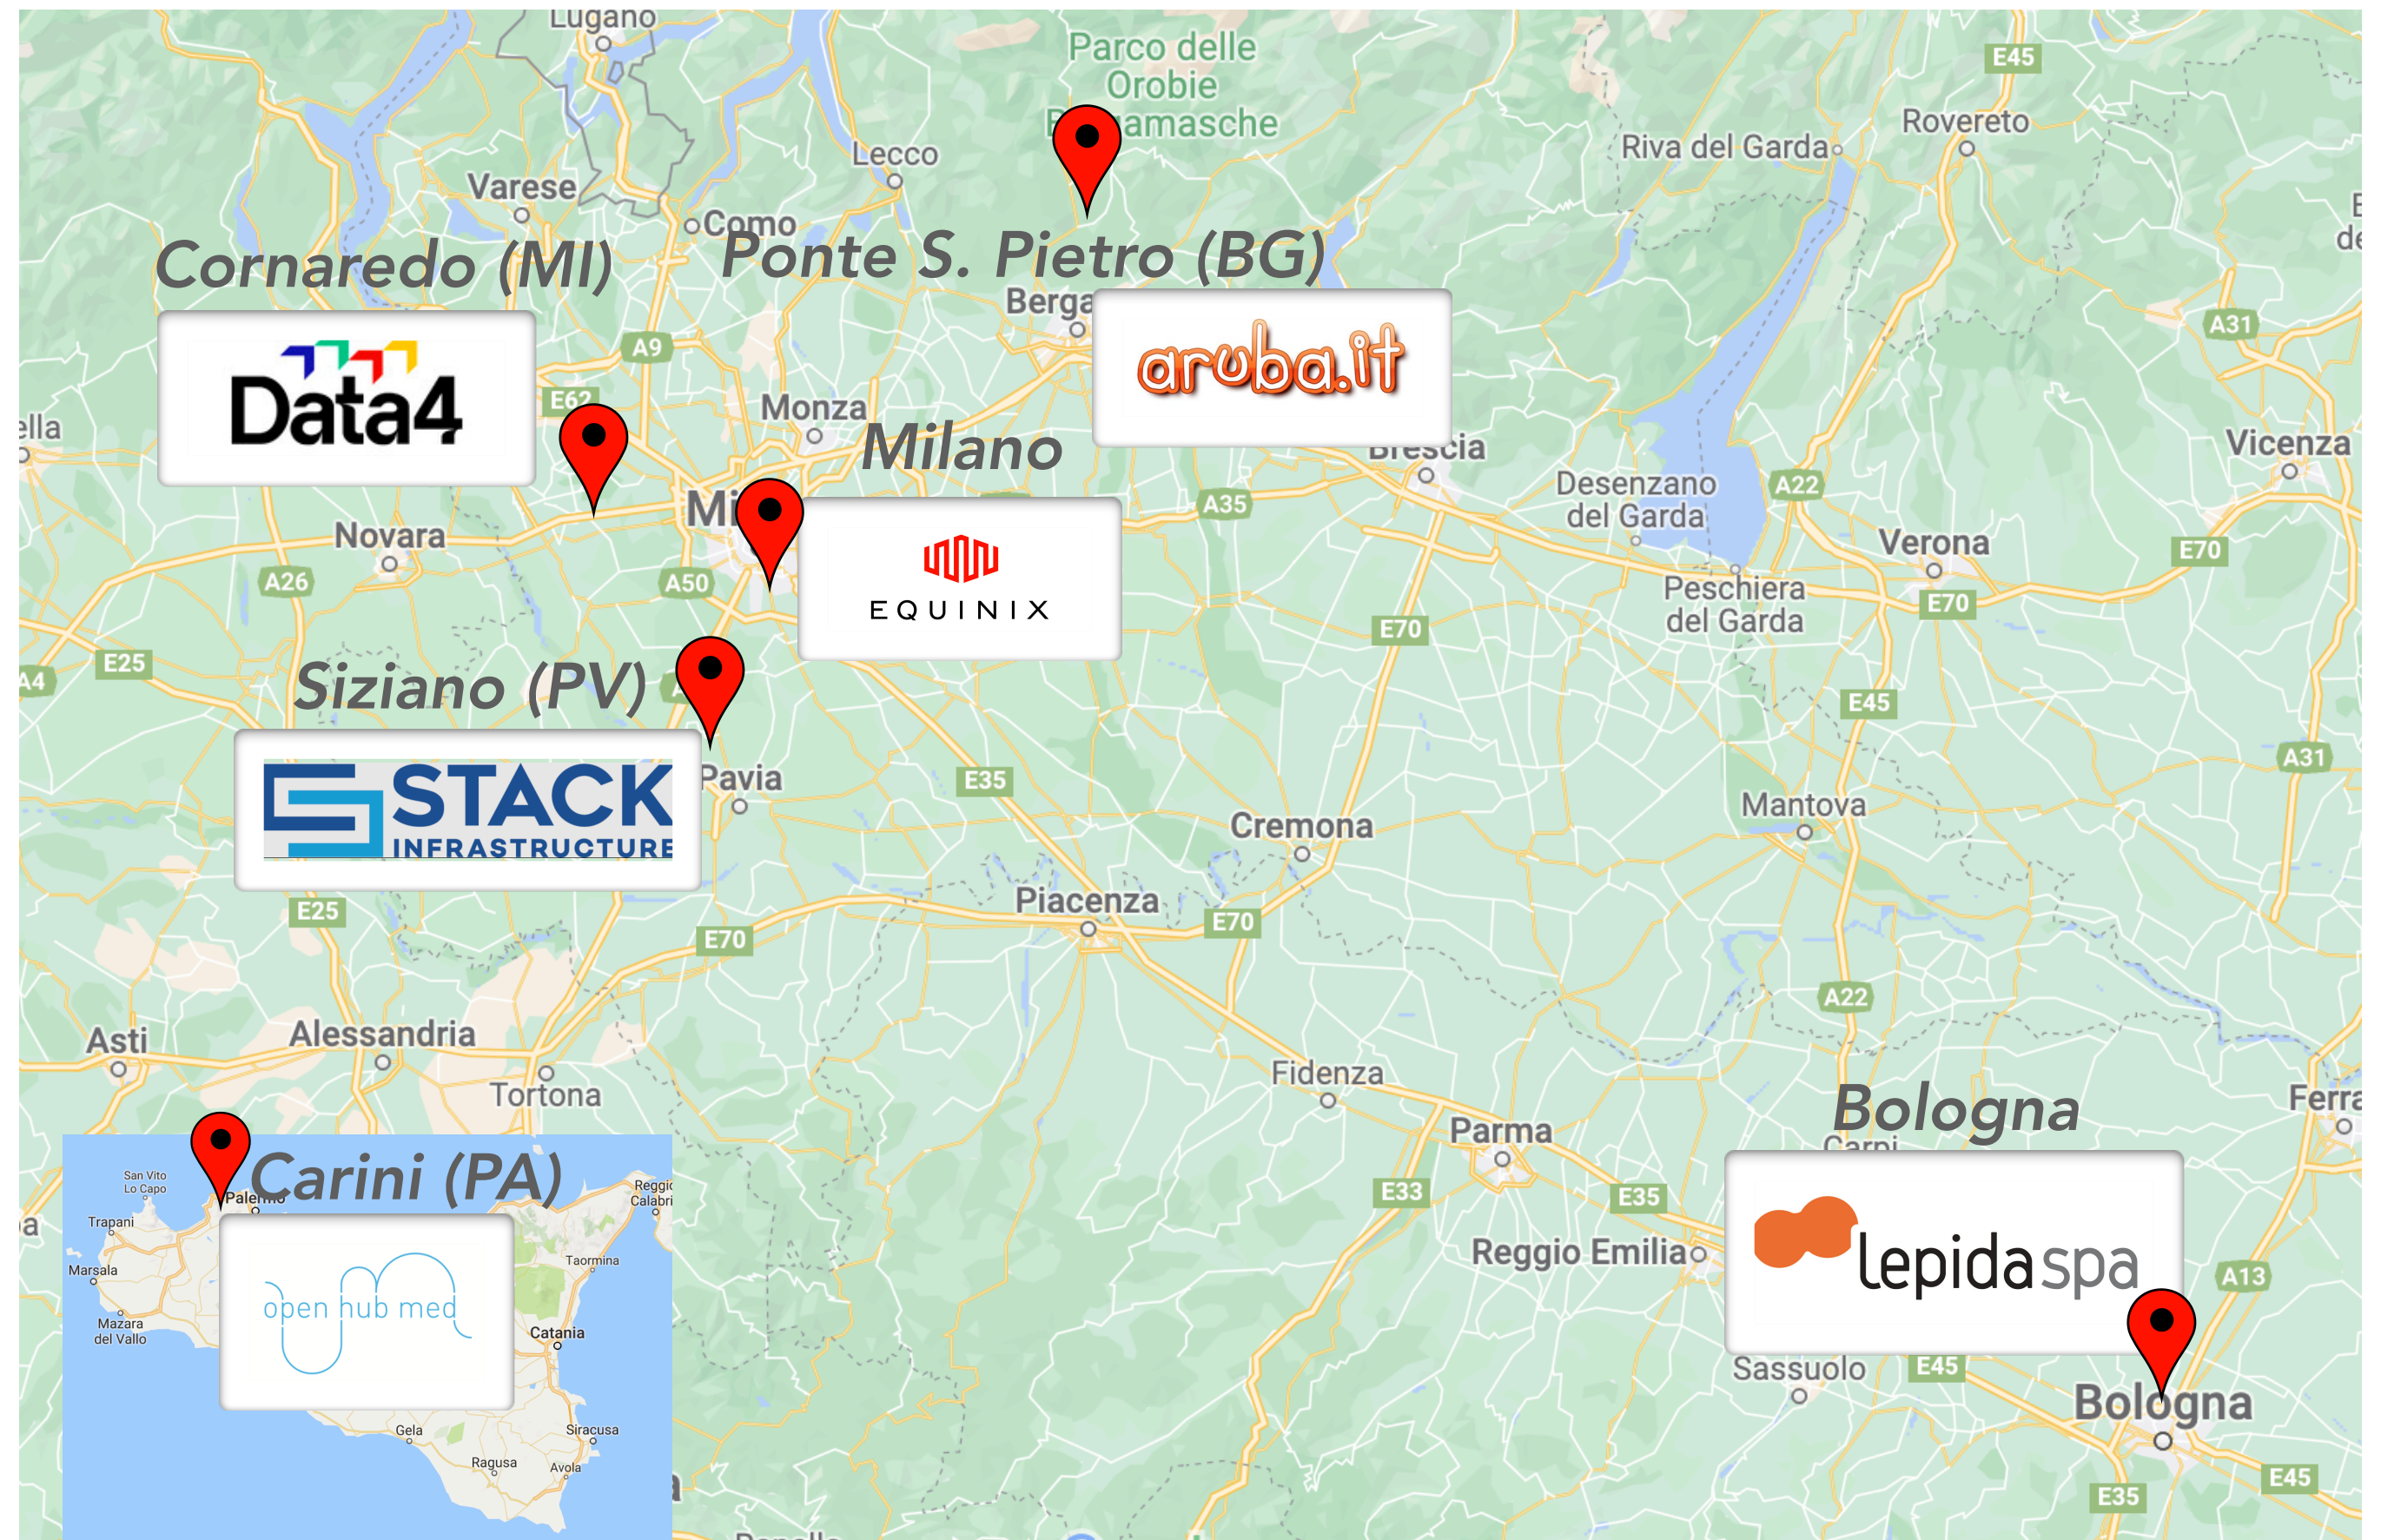 Lugano
Parco delle
Orobie
E45
Rovereto
Riva del Garda
Lecco
Varese
Como
Cornaredo (MI)
Ponte S. Pietro (BG)
A31
A9
Data4
aruba.it
E62
Monza
Milano
Vicenza
Desenzano
del Garda
A22
A35
EQUINIX
Novara
A26
A50
Verona
E70
Peschiera
del Garda
E70
E70
E25
A4
Siziano (PV)
E45
STACK
INFRASTRUCTURE
Pavia
E35
A31
Mantova
Cremona
Piacenza
E25
E70
E70
A22
Asti
Alessandria
Tortona
Fidenza
Parma
Bologna
Carini (PA)
San Vito
Lo Capo
Trapani
Marsala
Mazara
del Vallo
open hub med
Taormina
Catania
Gela
Siracusa
Ragusa
Avola
E33
E35
Reggio Emilia
lepidaspa
A13
Sassuolo
E45
Bologna
E45
E35